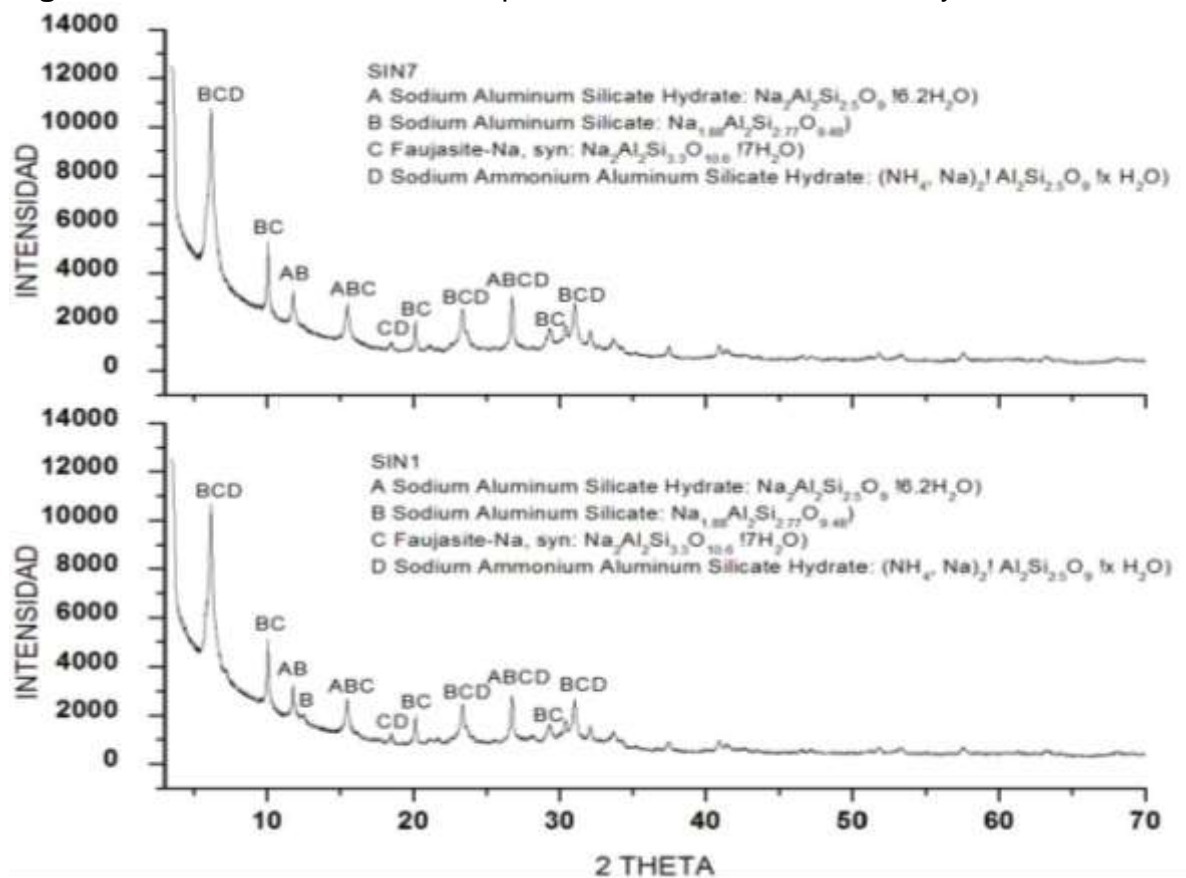 14000
12000
10000
8000
6000
4000
2000
0
INTENSIDAD
SIN7
A Sodium Aluminum Silicate Hydrate: Na₂Al₂Si₂.₅O₉ !6.2H₂O)
B Sodium Aluminum Silicate: Na₁.₈₈Al₂Si₂.₇₇O₉.₄₈)
C Faujasite-Na, syn: Na₂Al₂Si₃.₃O₁₀.₆ !7H₂O)
D Sodium Ammonium Aluminum Silicate Hydrate: (NH₄, Na)₂! Al₂Si₂.₅O₉ !x H₂O)
BCD
BC
AB
ABC
CD
BC
BCD
ABCD
BC
BCD
14000
12000
10000
8000
6000
4000
2000
0
INTENSIDAD
SIN1
A Sodium Aluminum Silicate Hydrate: Na₂Al₂Si₂.₅O₉ !6.2H₂O)
B Sodium Aluminum Silicate: Na₁.₈₈Al₂Si₂.₇₇O₉.₄₈)
C Faujasite-Na, syn: Na₂Al₂Si₃.₃O₁₀.₆ !7H₂O)
D Sodium Ammonium Aluminum Silicate Hydrate: (NH₄, Na)₂! Al₂Si₂.₅O₉ !x H₂O)
BCD
BC
AB
B
ABC
CD
BC
BCD
ABCD
BC
BCD
10 20 30 40 50 60 70
2 THETA